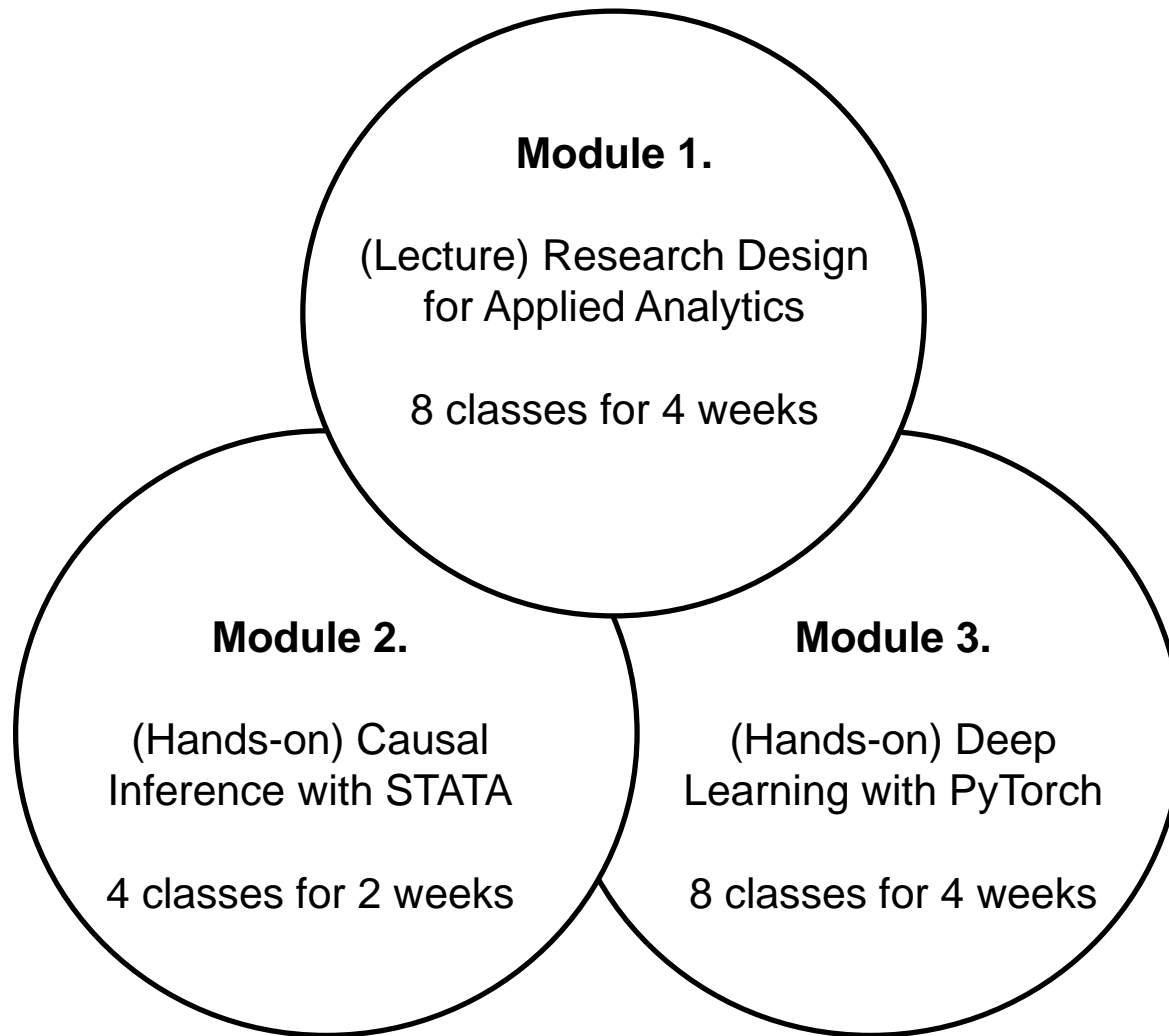 Module 1.
(Lecture) Research Design
for Applied Analytics
8 classes for 4 weeks
Module 2.
(Hands-on) Causal
Inference with STATA
4 classes for 2 weeks
Module 3.
(Hands-on) Deep
Learning with PyTorch
8 classes for 4 weeks